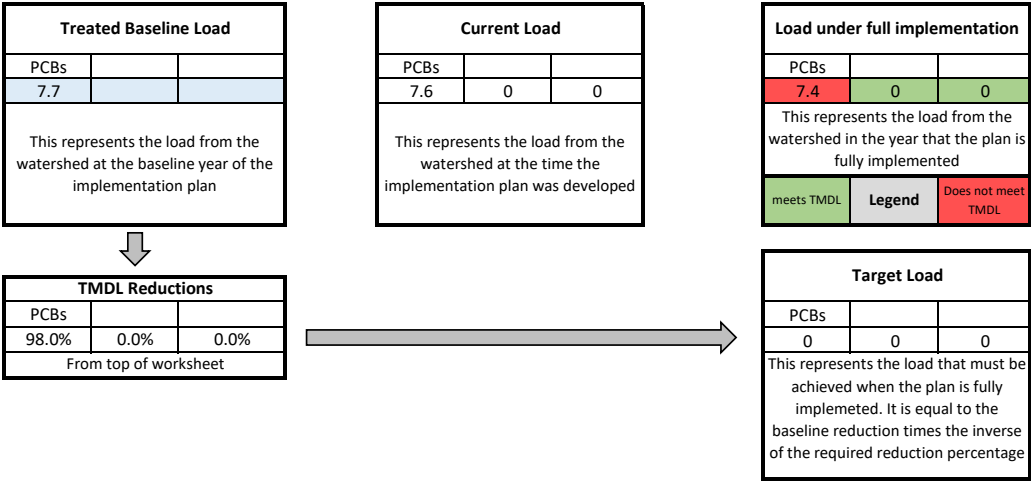 Treated Baseline Load
PCBs
7.7
This represents the load from the
watershed at the baseline year of the
implementation plan
Current Load
PCBs
7.6 0 0
This represents the load from the
watershed at the time the
implementation plan was developed
Load under full implementation
PCBs
7.4 0 0
This represents the load from the
watershed in the year that the plan is
fully implemented
meets TMDL Legend Does not meet
TMDL
TMDL Reductions
PCBs
98.0% 0.0% 0.0%
From top of worksheet
Target Load
PCBs
0 0 0
This represents the load that must be
achieved when the plan is fully
implemeted. It is equal to the
baseline reduction times the inverse
of the required reduction percentage